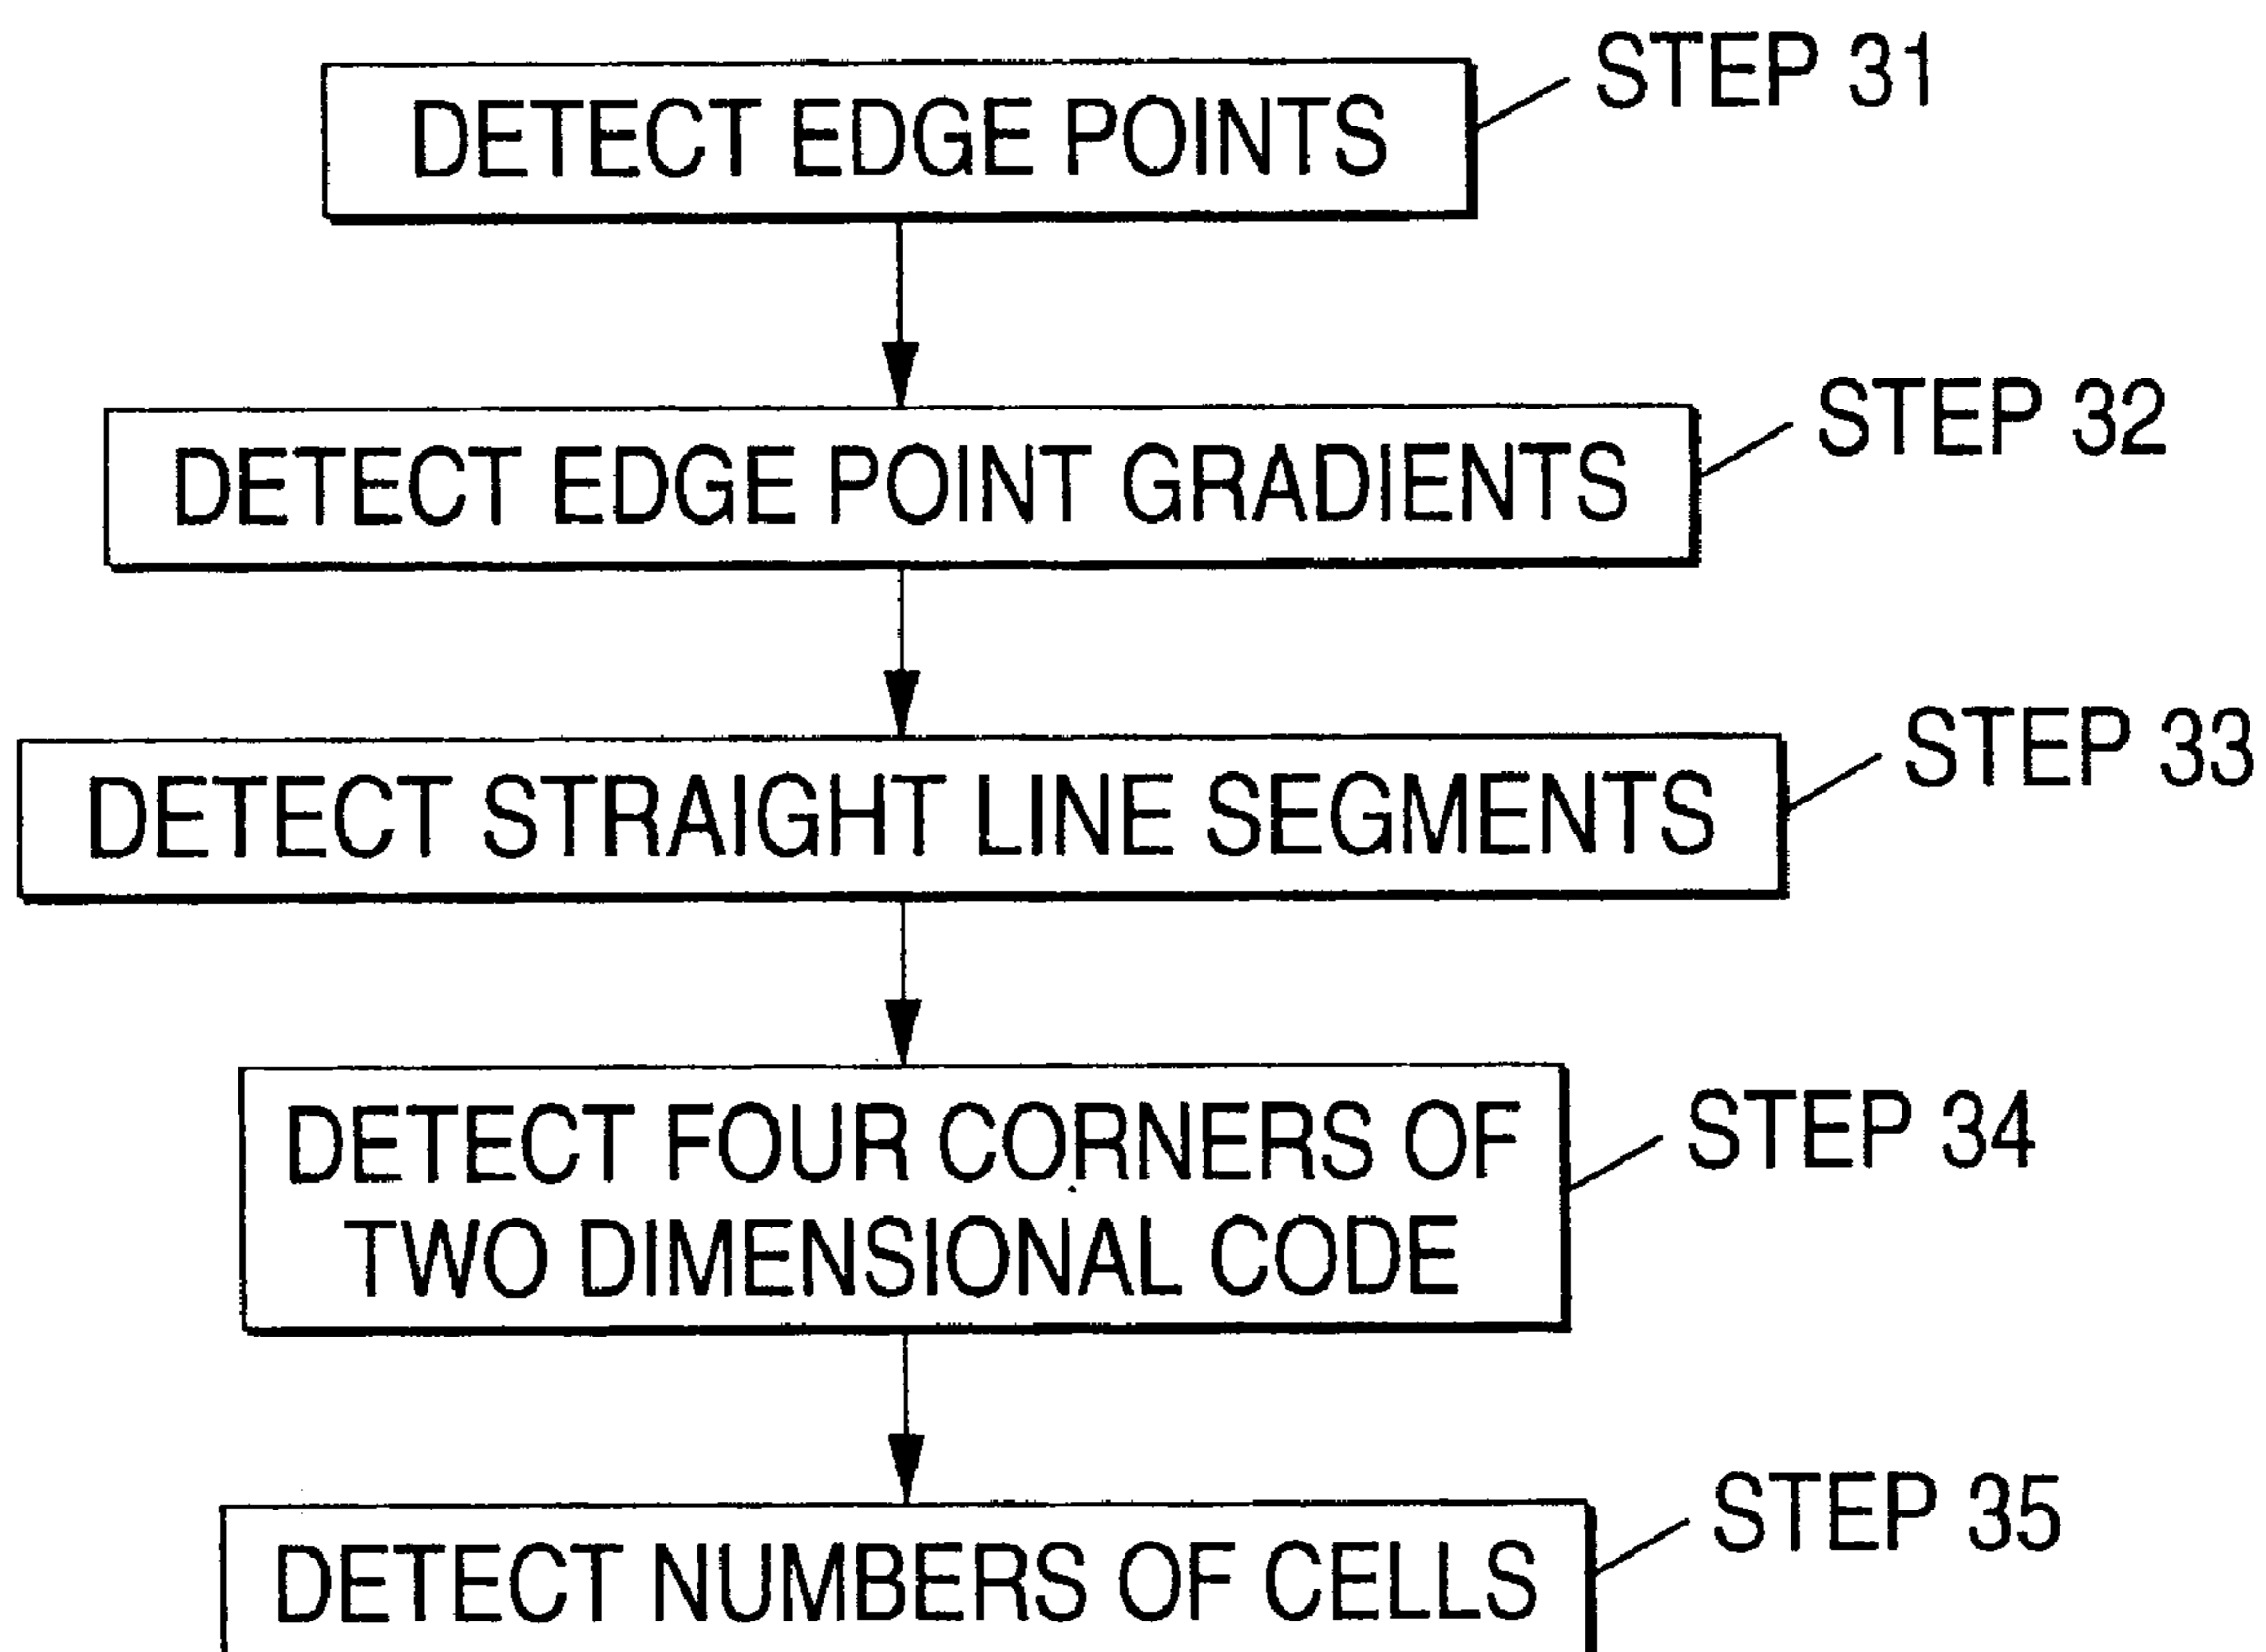 STEP 31
DETECT EDGE POINTS
STEP 32
DETECT EDGE POINT GRADIENTS
STEP 33
DETECT STRAIGHT LINE SEGMENTS
STEP 34
DETECT FOUR CORNERS OF
TWO DIMENSIONAL CODE
STEP 35
DETECT NUMBERS OF CELLS